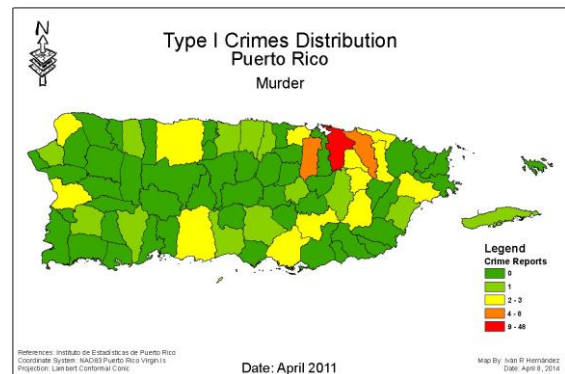 N
Type I Crimes Distribution
Puerto Rico
Murder
Legend
Crime Reports
0
1
2 - 3
4 - 8
9 - 48
References: Instituto de Estadísticas de Puerto Rico
Coordinate System: NAD83 Puerto Rico Virgin Is
Projection: Lambert Conformal Conic
Date: April 2011
Map By: Iván R Hernández
Date: April 8, 2014